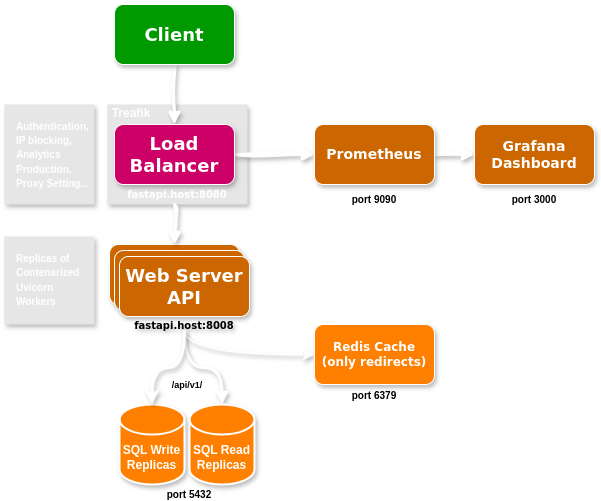 Client
Treafik
Authentication,
IP blocking,
Analytics
Production,
Proxy Setting...
Load
Balancer
fastapi.host:8080
Prometheus
port 9090
Grafana
Dashboard
port 3000
Replicas of
Contenarized
Uvicorn
Workers
Web Server
API
fastapi.host:8008
Redis Cache
(only redirects)
port 6379
/api/v1/
SQL Write
Replicas
SQL Read
Replicas
port 5432